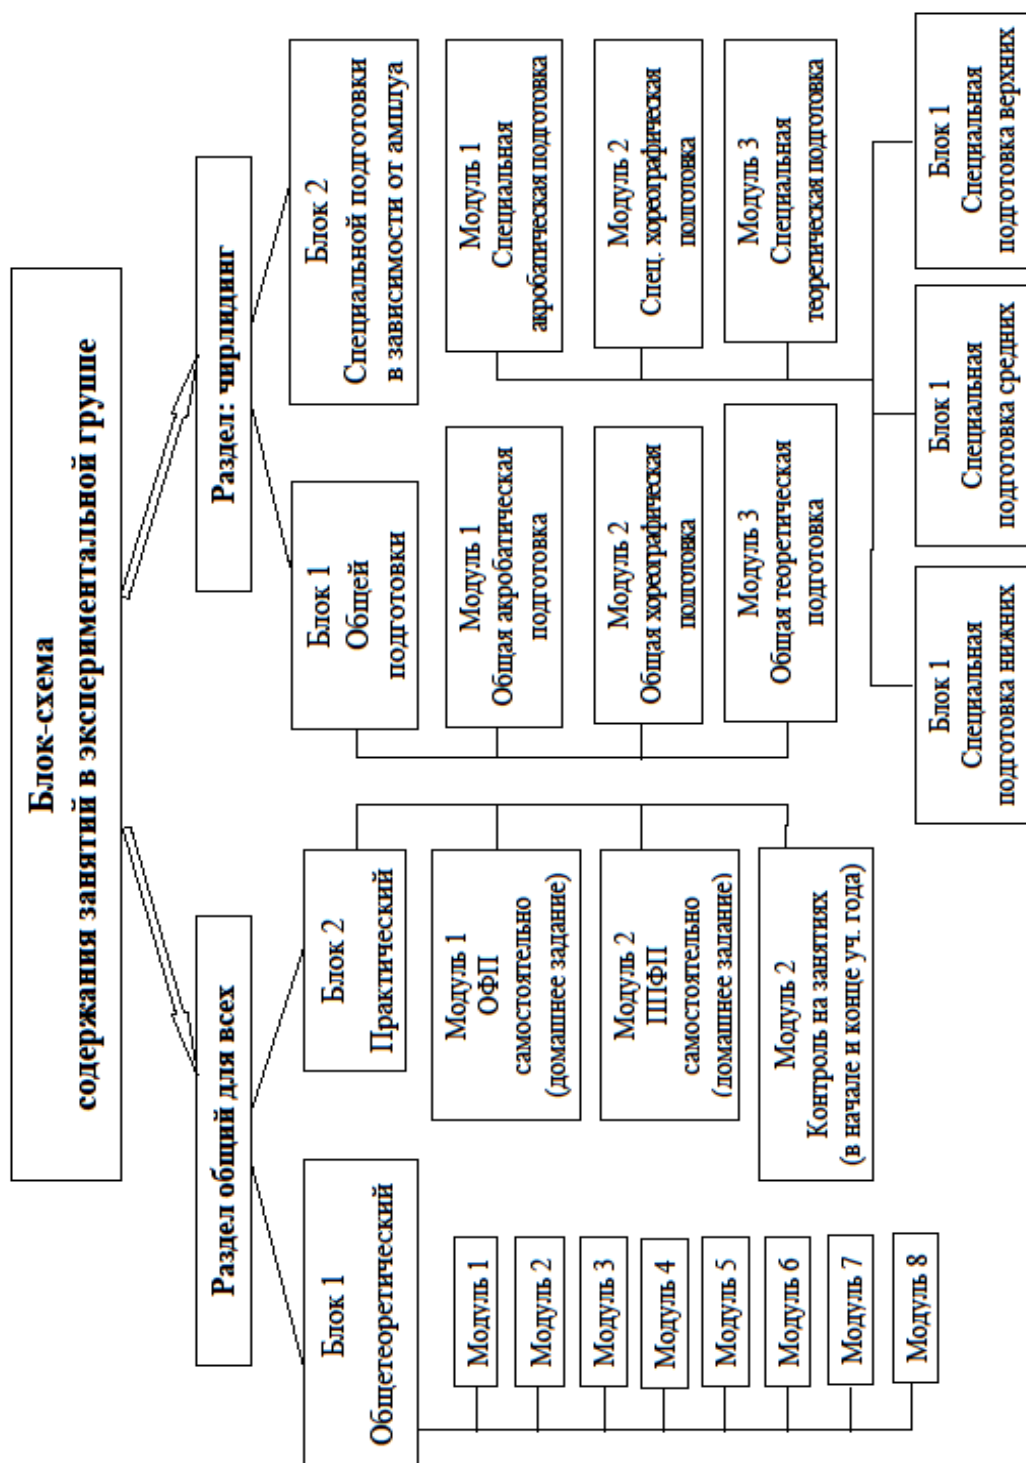 Блок-схема
содержания занятий в экспериментальной группе
Раздел общий для всех
Раздел: чирлидинг
Блок 1
Общетеоретический
Модуль 1
Модуль 2
Модуль 3
Модуль 4
Модуль 5
Модуль 6
Модуль 7
Модуль 8
Блок 2
Практический
Модуль 1
ОФП
самостоятельно
(домашнее задание)
Модуль 2
ППФП
самостоятельно
(домашнее задание)
Модуль 2
Контроль на занятиях
(в начале и конце уч. года)
Блок 1
Общей
подготовки
Модуль 1
Общая акробатическая
подготовка
Модуль 2
Общая хореографическая
подготовка
Модуль 3
Общая теоретическая
подготовка
Блок 2
Специальной подготовки
в зависимости от амплуа
Модуль 1
Специальная
акробатическая подготовка
Модуль 2
Спец. хореографическая
подготовка
Модуль 3
Специальная
теоретическая подготовка
Блок 1
Специальная
подготовка нижних
Блок 1
Специальная
подготовка средних
Блок 1
Специальная
подготовка верхних